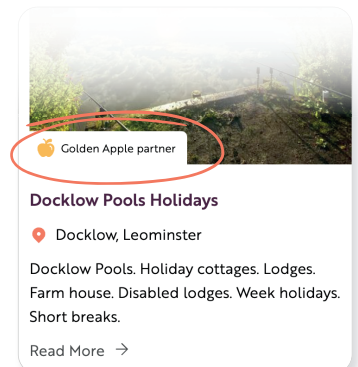 Golden Apple partner
Docklow Pools Holidays
Docklow, Leominster
Docklow Pools. Holiday cottages. Lodges.
Farm house. Disabled lodges. Week holidays.
Short breaks.
Read More →